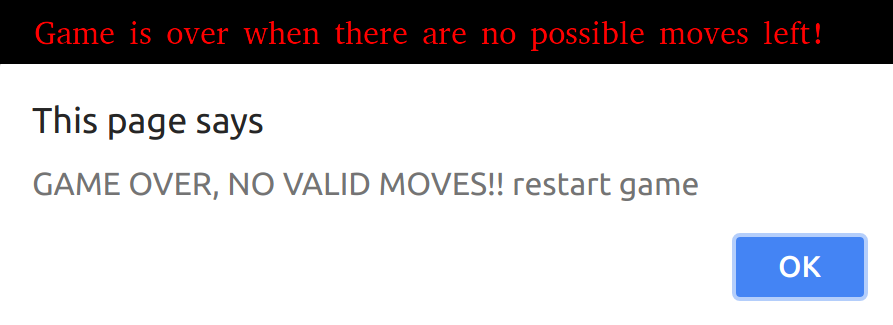 Game is over when there are no possible moves left!
This page says
GAME OVER, NO VALID MOVES!! restart game
OK